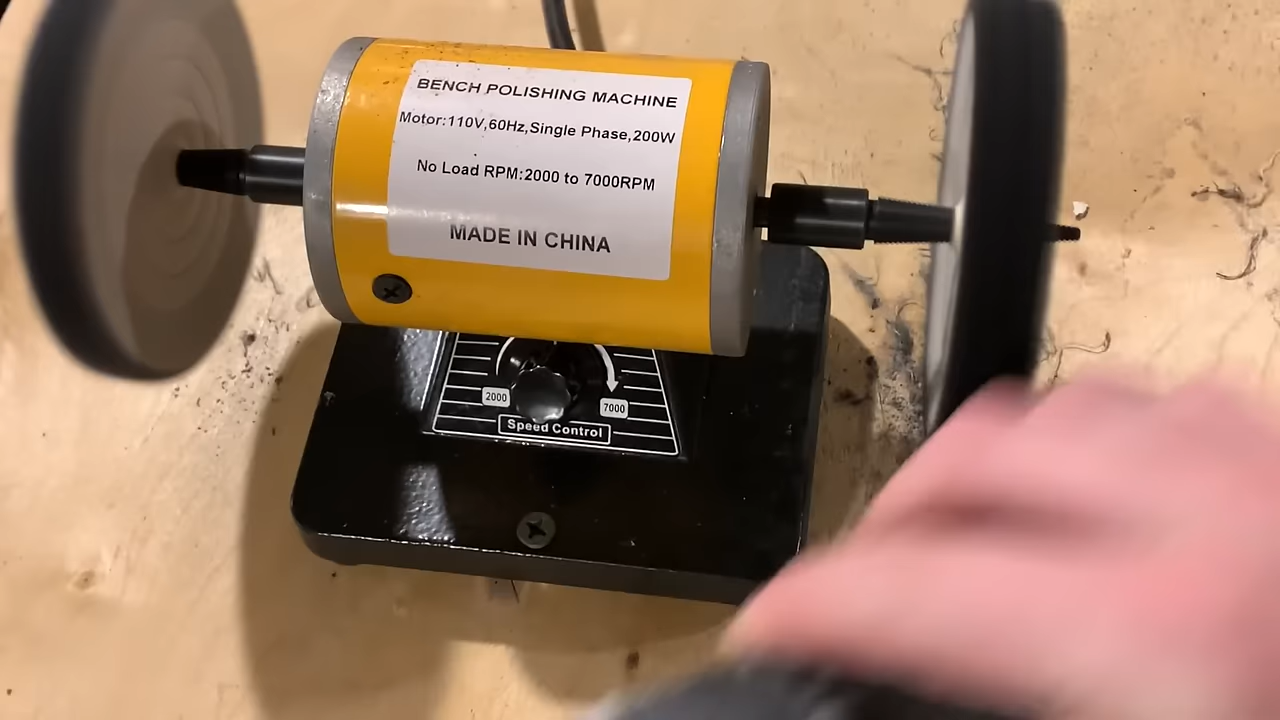 BENCH POLISHING MACHINE
Motor:110V,60Hz,Single Phase,200W
No Load RPM:2000 to 7000RPM
MADE IN CHINA
2000
7000
Speed Control